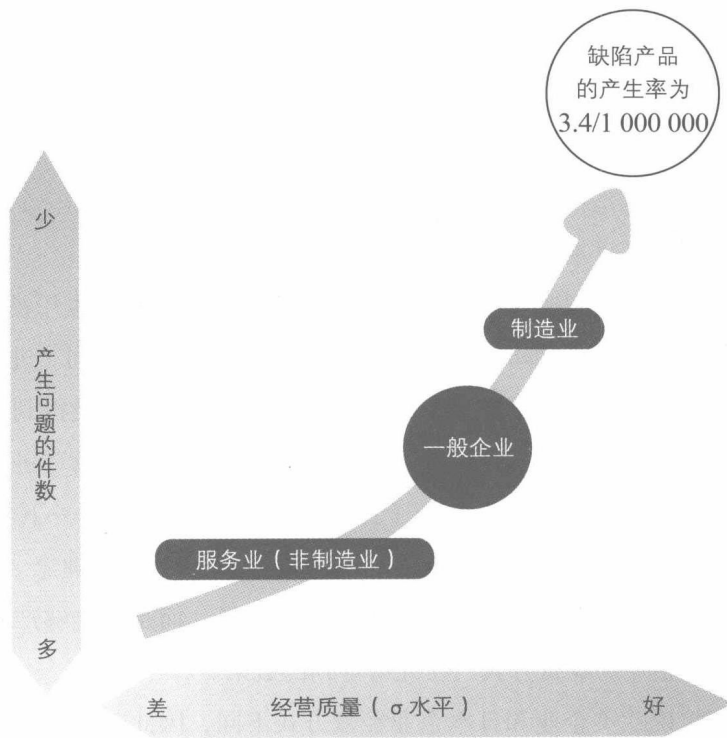 缺陷产品
的产生率为
3.4/1 000 000
少
产生问题的件数
多
制造业
一般企业
服务业（非制造业）
差 经营质量（σ水平） 好